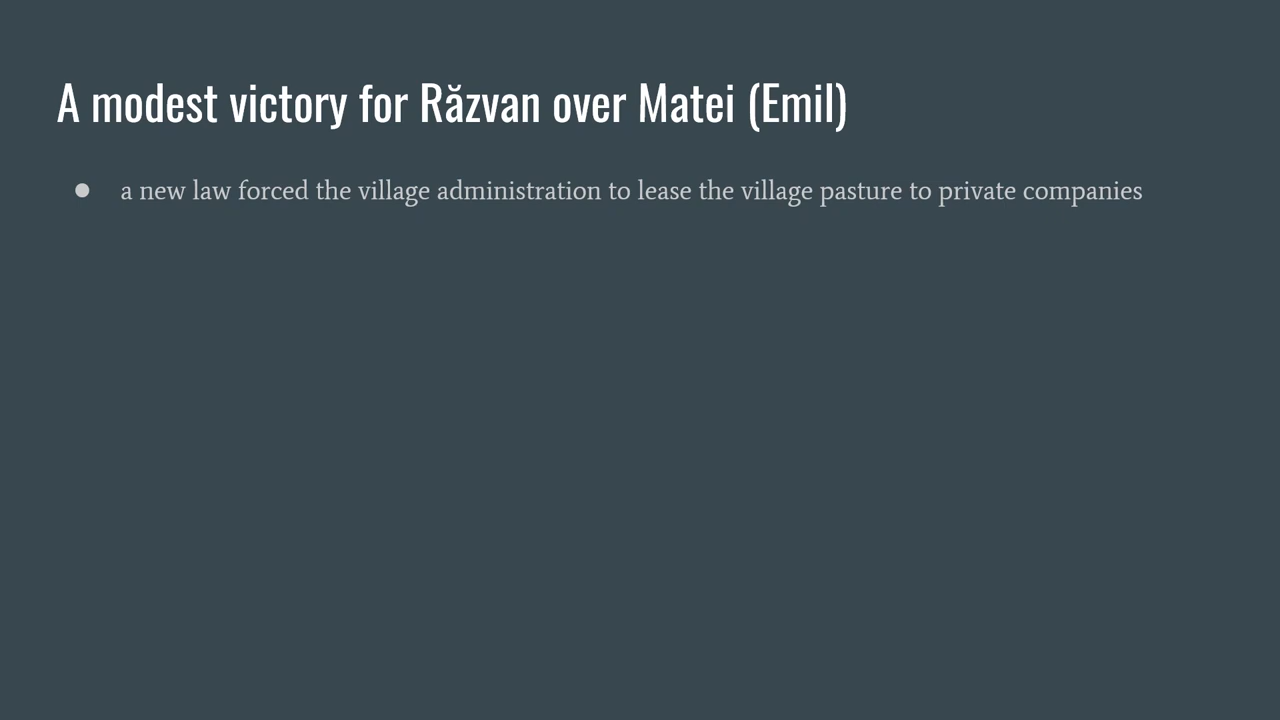 A modest victory for Răzvan over Matei (Emil)
● a new law forced the village administration to lease the village pasture to private companies